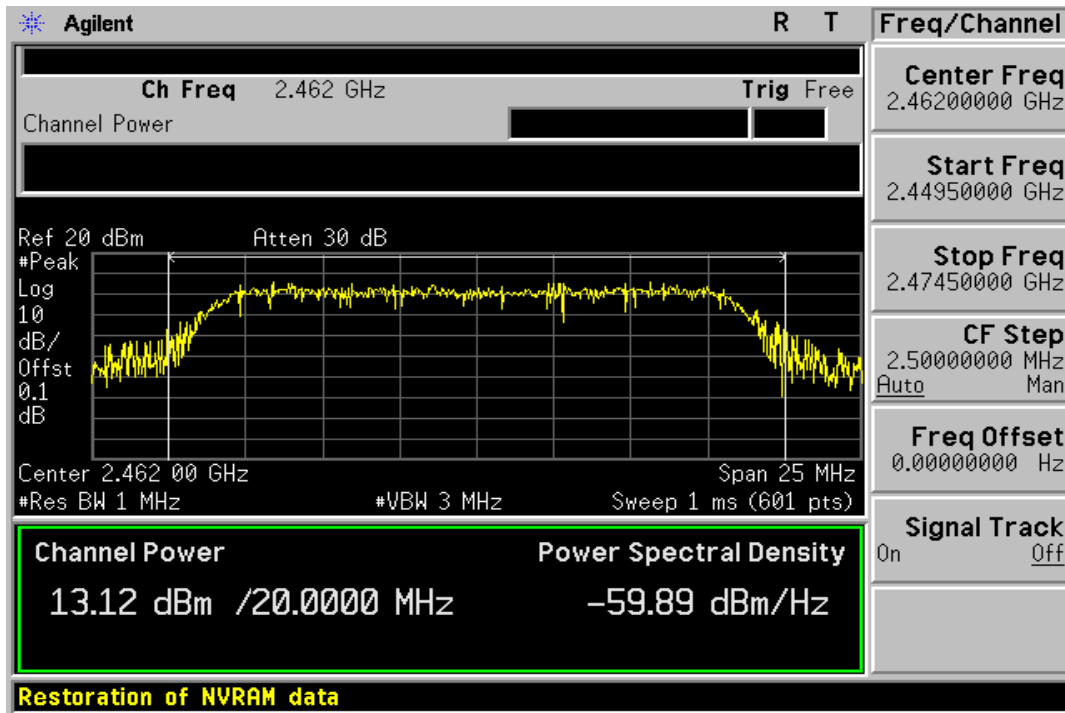 Agilent R T
Freq/Channel
Ch Freq 2.462 GHz Trig Free
Channel Power
Center Freq
2.46200000 GHz
Start Freq
2.44950000 GHz
Stop Freq
2.47450000 GHz
CF Step
2.50000000 MHz
Auto Man
Freq Offset
0.00000000 Hz
Signal Track
On Off
Ref 20 dBm Atten 30 dB
#Peak
Log
10
dB/
Offst
0.1
dB
Center 2.462 00 GHz Span 25 MHz
#Res BW 1 MHz #VBW 3 MHz Sweep 1 ms (601 pts)
Channel Power Power Spectral Density
13.12 dBm /20.0000 MHz -59.89 dBm/Hz
Restoration of NVRAM data